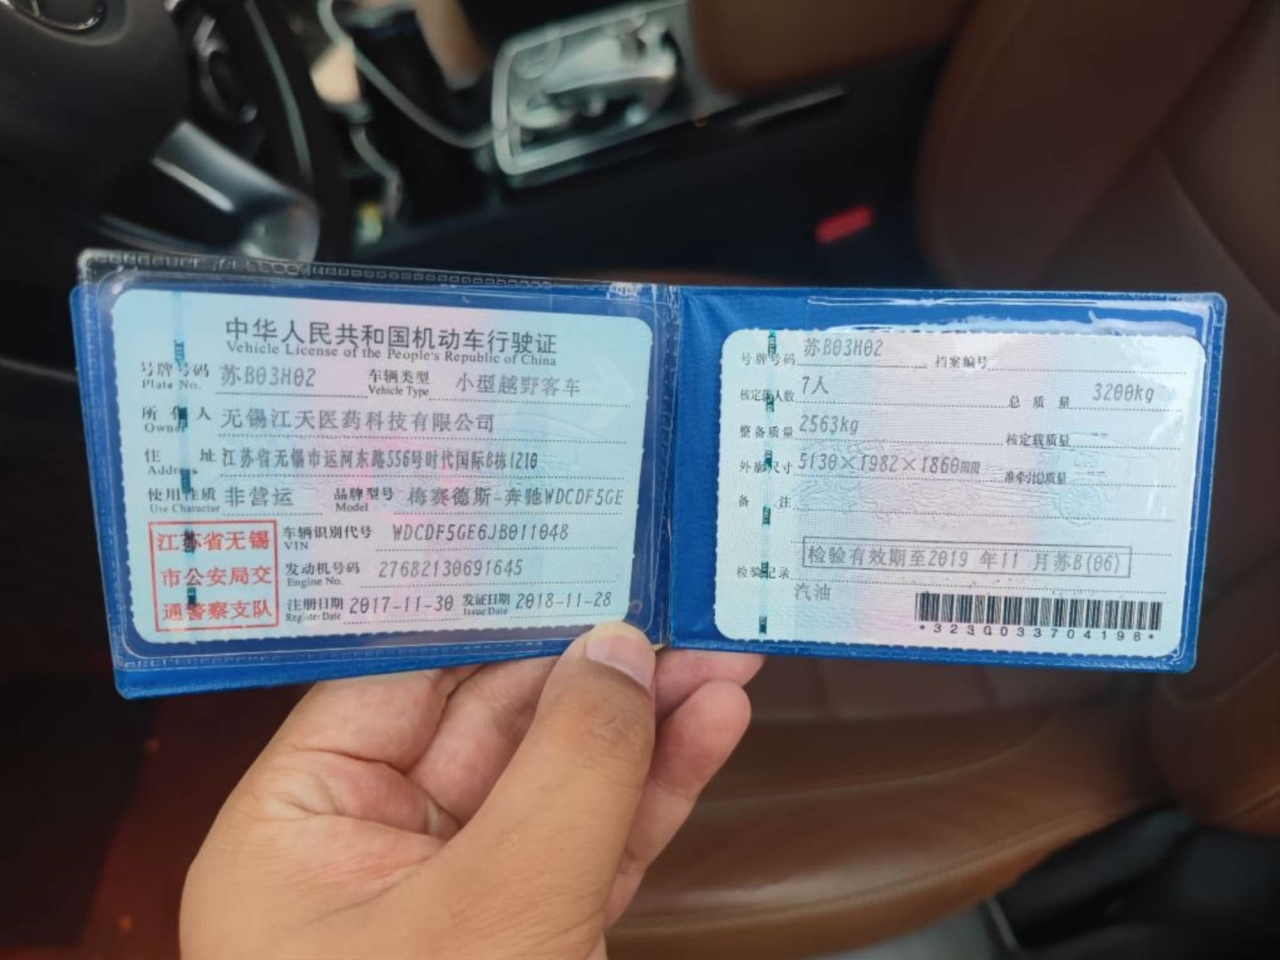 中华人民共和国机动车行驶证
Vehicle License of the People's Republic of China
号牌号码 苏B03H02 车辆类型 小型越野客车
Plate No. Vehicle Type
所有人 无锡江天医药科技有限公司
Owner
住 址 江苏省无锡市运河东路556号时代国际B栋1210
Address
使用性质 非营运 品牌型号 梅赛德斯-奔驰WDCDF5GE
Use Character Model
江苏省无锡
市公安局交
通警察支队
车辆识别代号 WDCDF5GE6JB011048
VIN
发动机号码 27682130691645
Engine No.
注册日期 2017-11-30 发证日期 2018-11-28
Register Date Issue Date
号牌号码 苏B03H02 档案编号
核定载人数 7人 总质量 3200kg
整备质量 2563kg 核定载质量 --
外廓尺寸 5130×1982×1860 准牵引总质量 --
备 注
检验有效期至2019 年11 月苏B(06)
检验记录
汽油
*3230033704196*